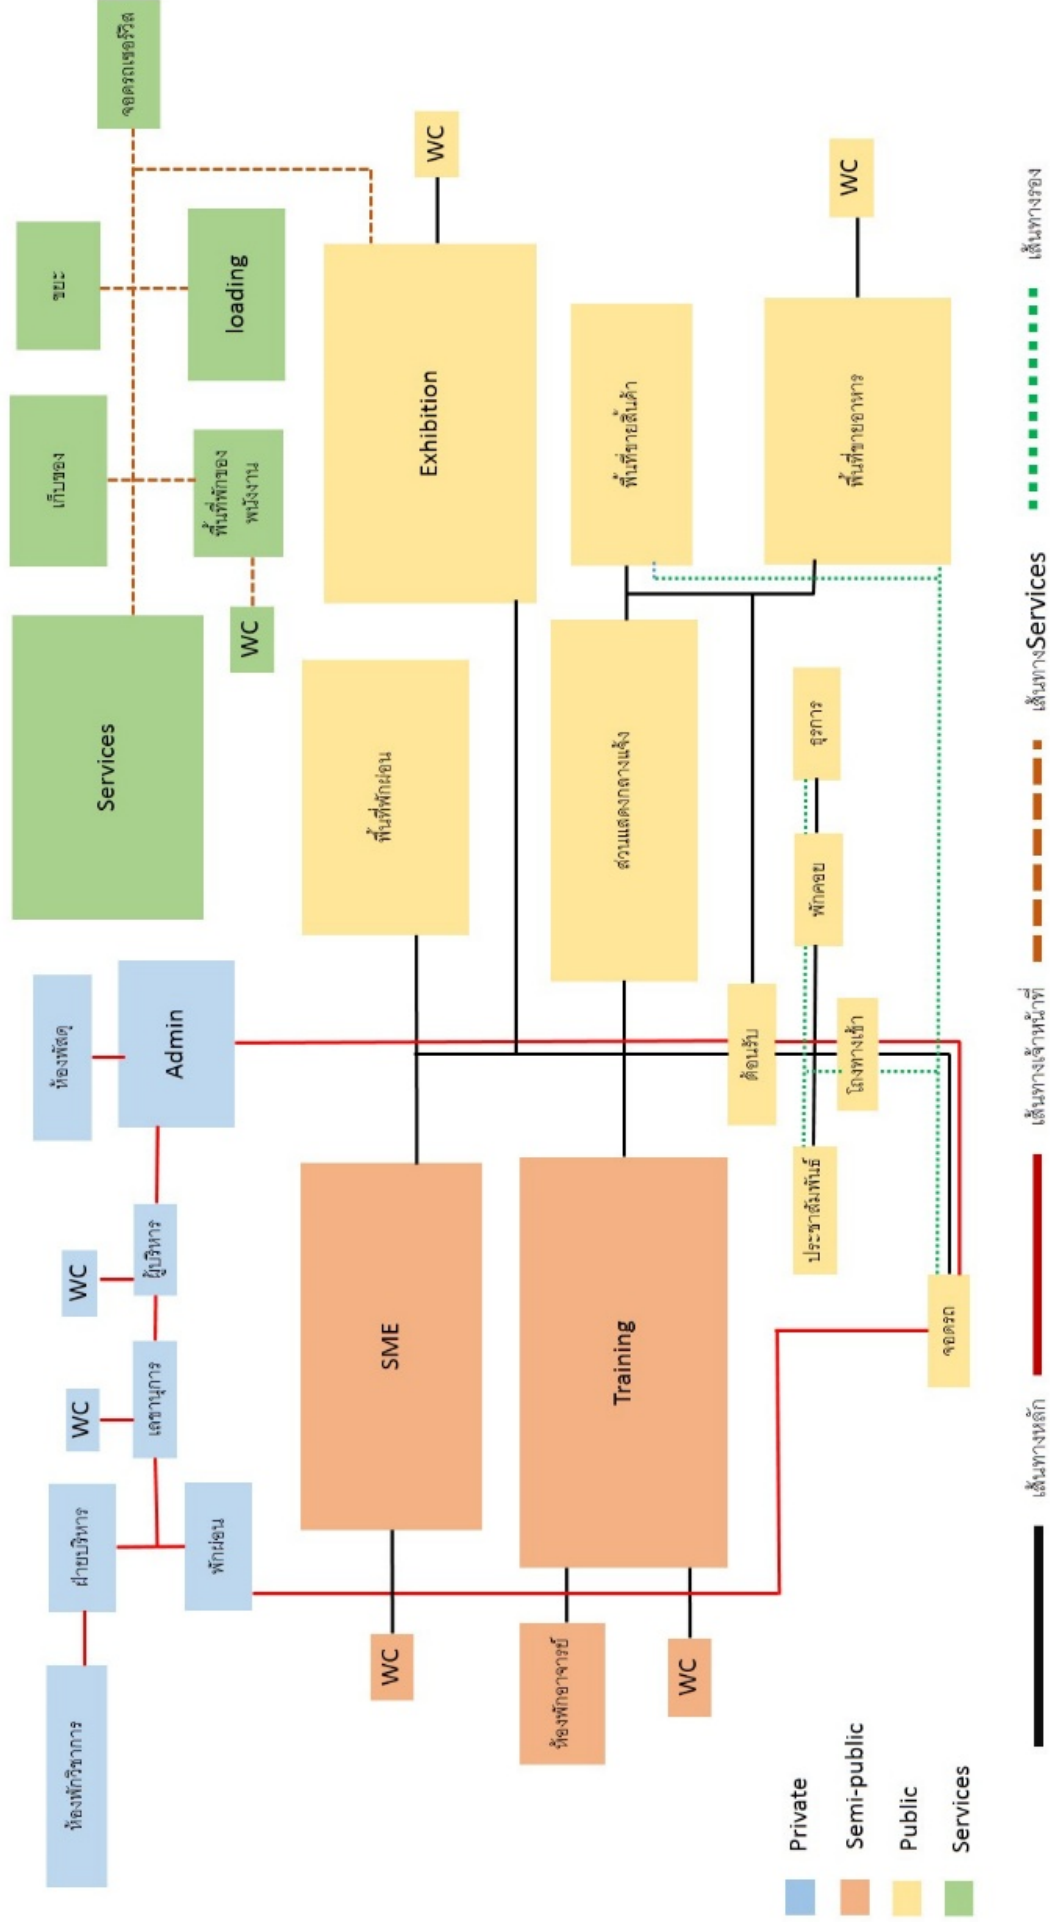 ห้องพักวิชาการ
ฝ่ายบริหาร
พักผ่อน
WC
เลขานุการ
WC
ผู้บริหาร
ห้องพัสดุ
Admin
Services
WC
เก็บของ
พื้นที่พักของ
พนังงาน
ขยะ
loading
จอดรถเซอร์วิส
WC
SME
พื้นที่พักผ่อน
Exhibition
WC
ห้องพักอาจารย์
WC
Training
ส่วนแสดงกลางแจ้ง
พื้นที่ขายสินค้า
ต้อนรับ
ประชาสัมพันธ์
โถงทางเข้า
พักคอย
ธุรการ
พื้นที่ขายอาหาร
WC
จอดรถ
Private
Semi-public
Public
Services
เส้นทางหลัก
เส้นทางเจ้าหน้าที่
เส้นทางServices
เส้นทางรอง